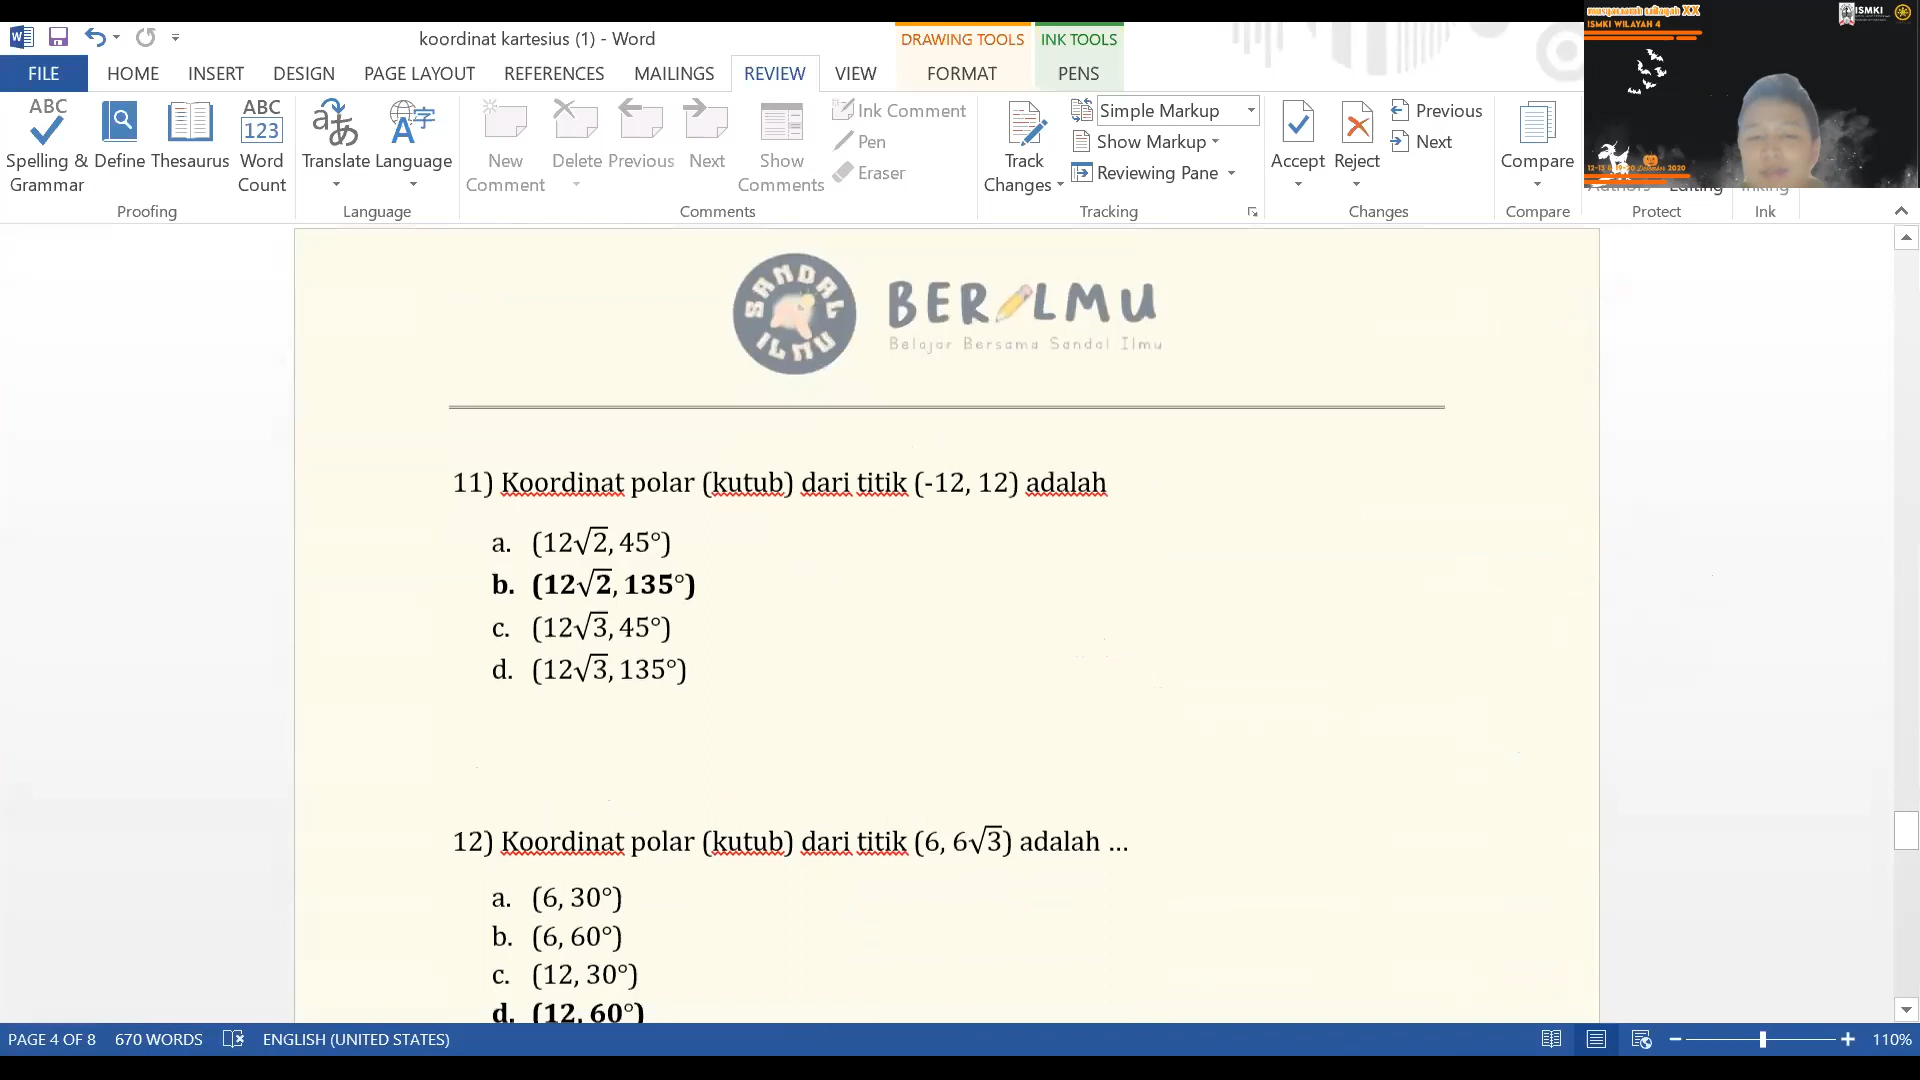 koordinat kartesius (1) - Word
DRAWING TOOLS
INK TOOLS
FILE
HOME
INSERT
DESIGN
PAGE LAYOUT
REFERENCES
MAILINGS
REVIEW
VIEW
FORMAT
PENS
ABC
Spelling &
Grammar
Define
Thesaurus
ABC
123
Word
Count
Proofing
Translate
Language
Language
New
Comment
Delete
Previous
Next
Show
Comments
Ink Comment
Pen
Eraser
Comments
Track
Changes
Simple Markup
Show Markup
Reviewing Pane
Tracking
Accept
Reject
Previous
Next
Changes
Compare
Compare
Protect
Ink
ISMKI WILAYAH 4
ISMKI
SANDAL
ILMU
BER LMU
Belajar Bersama Sandal Ilmu
11) Koordinat polar (kutub) dari titik (-12, 12) adalah
a. (12√2, 45°)
b. (12√2, 135°)
c. (12√3, 45°)
d. (12√3, 135°)
12) Koordinat polar (kutub) dari titik (6, 6√3) adalah ...
a. (6, 30°)
b. (6, 60°)
c. (12, 30°)
d. (12, 60°)
PAGE 4 OF 8
670 WORDS
ENGLISH (UNITED STATES)
110%